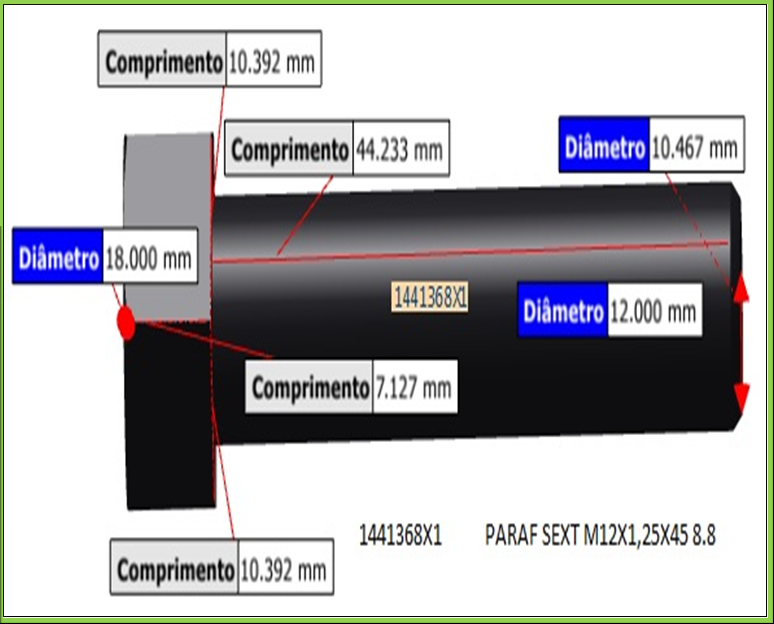 Comprimento 10.392 mm
Comprimento 44.233 mm
Diâmetro 10.467 mm
Diâmetro 18.000 mm
1441368X1
Diâmetro 12.000 mm
Comprimento 7.127 mm
1441368X1 PARAF SEXT M12X1,25X45 8.8
Comprimento 10.392 mm